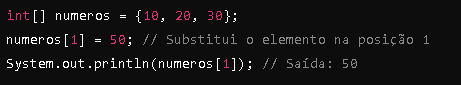 int[] numeros = {10, 20, 30};
numeros[1] = 50; // Substitui o elemento na posição 1
System.out.println(numeros[1]); // Saída: 50